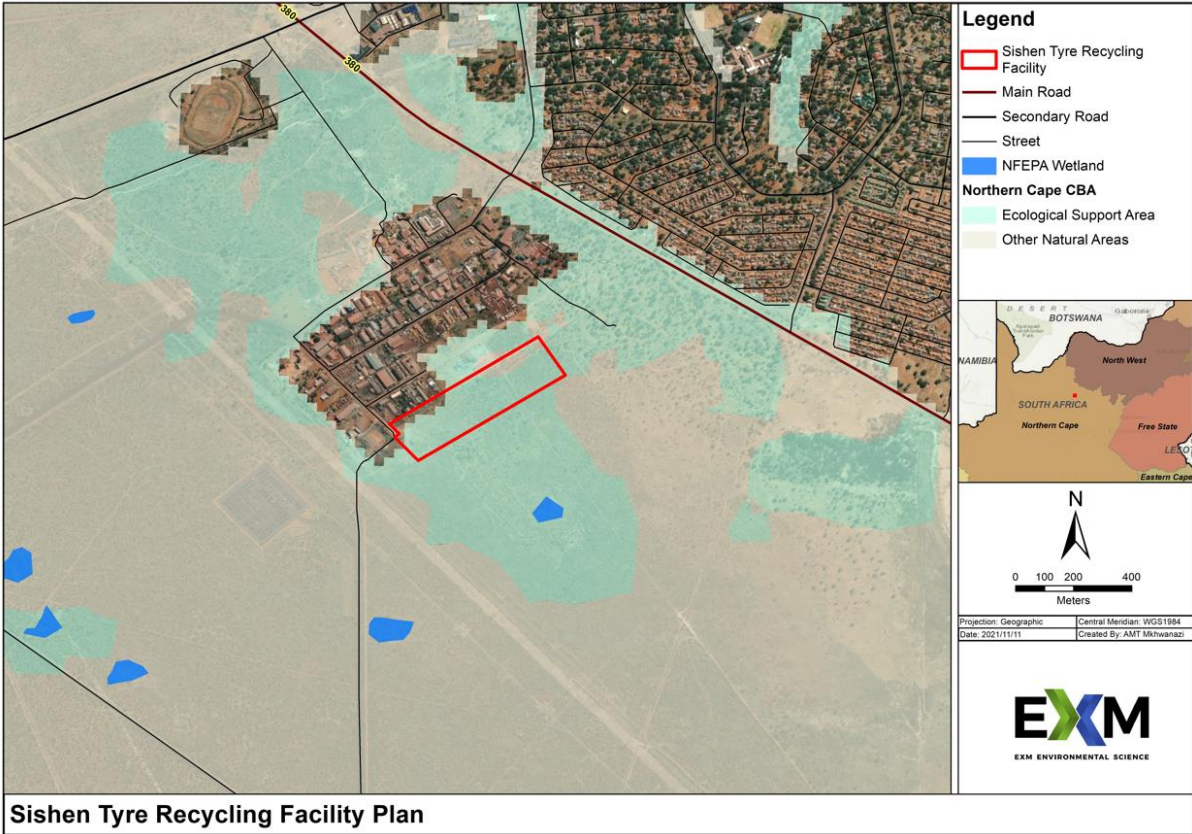 380
380
Legend
Sishen Tyre Recycling
Facility
Main Road
Secondary Road
Street
NFEPA Wetland
Northern Cape CBA
Ecological Support Area
Other Natural Areas
DESERT
Gaborone
BOTSWANA
NAMIBIA
North West
SOUTH AFRICA
Northern Cape
Free State
LESOT
Eastern Cape
N
0 100 200 400
Meters
Projection: Geographic
Central Meridian: WGS1984
Date: 2021/11/11
Created By: AMT Mkhwanazi
EXM
EXM ENVIRONMENTAL SCIENCE
Sishen Tyre Recycling Facility Plan